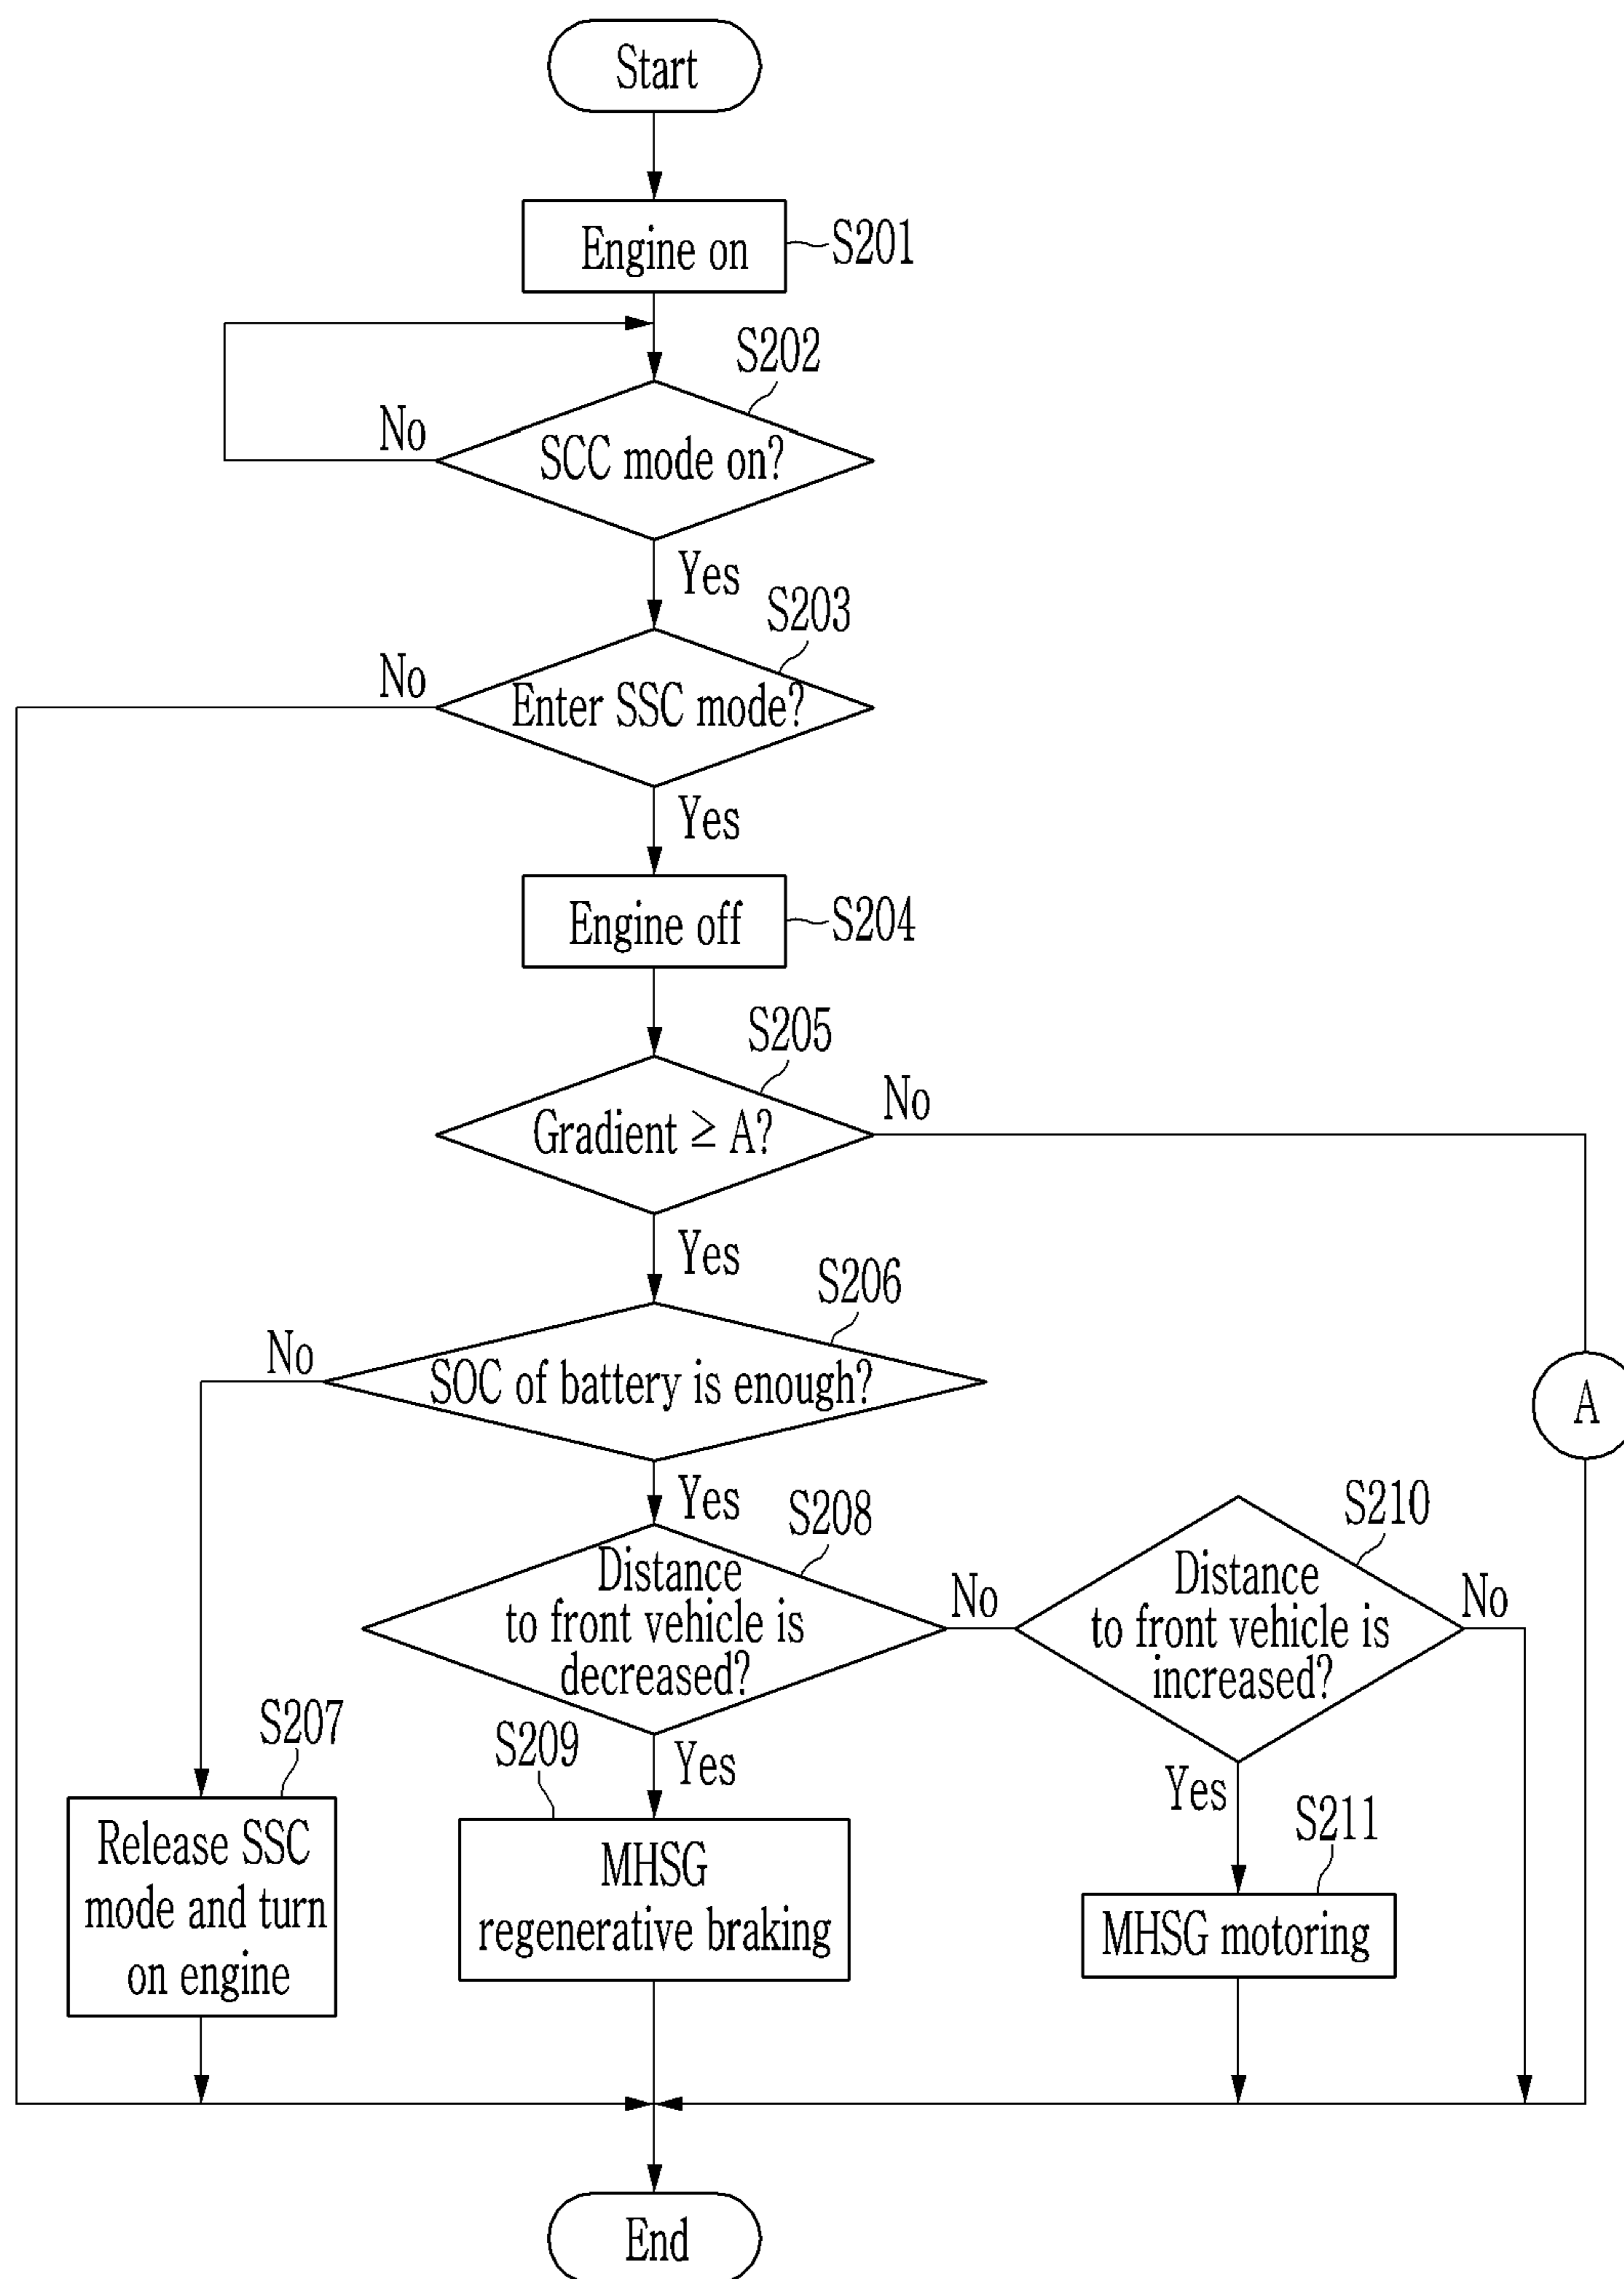 Start
Engine on
S201
S202
No
SCC mode on?
Yes
S203
No
Enter SSC mode?
Yes
Engine off
S204
S205
No
Gradient ≥ A?
Yes
S206
No
SOC of battery is enough?
A
Yes
S208
S210
Distance
to front vehicle is
decreased?
No
Distance
to front vehicle is
increased?
No
S207
S209
Yes
Yes
S211
Release SSC
mode and turn
on engine
MHSG
regenerative braking
MHSG motoring
End